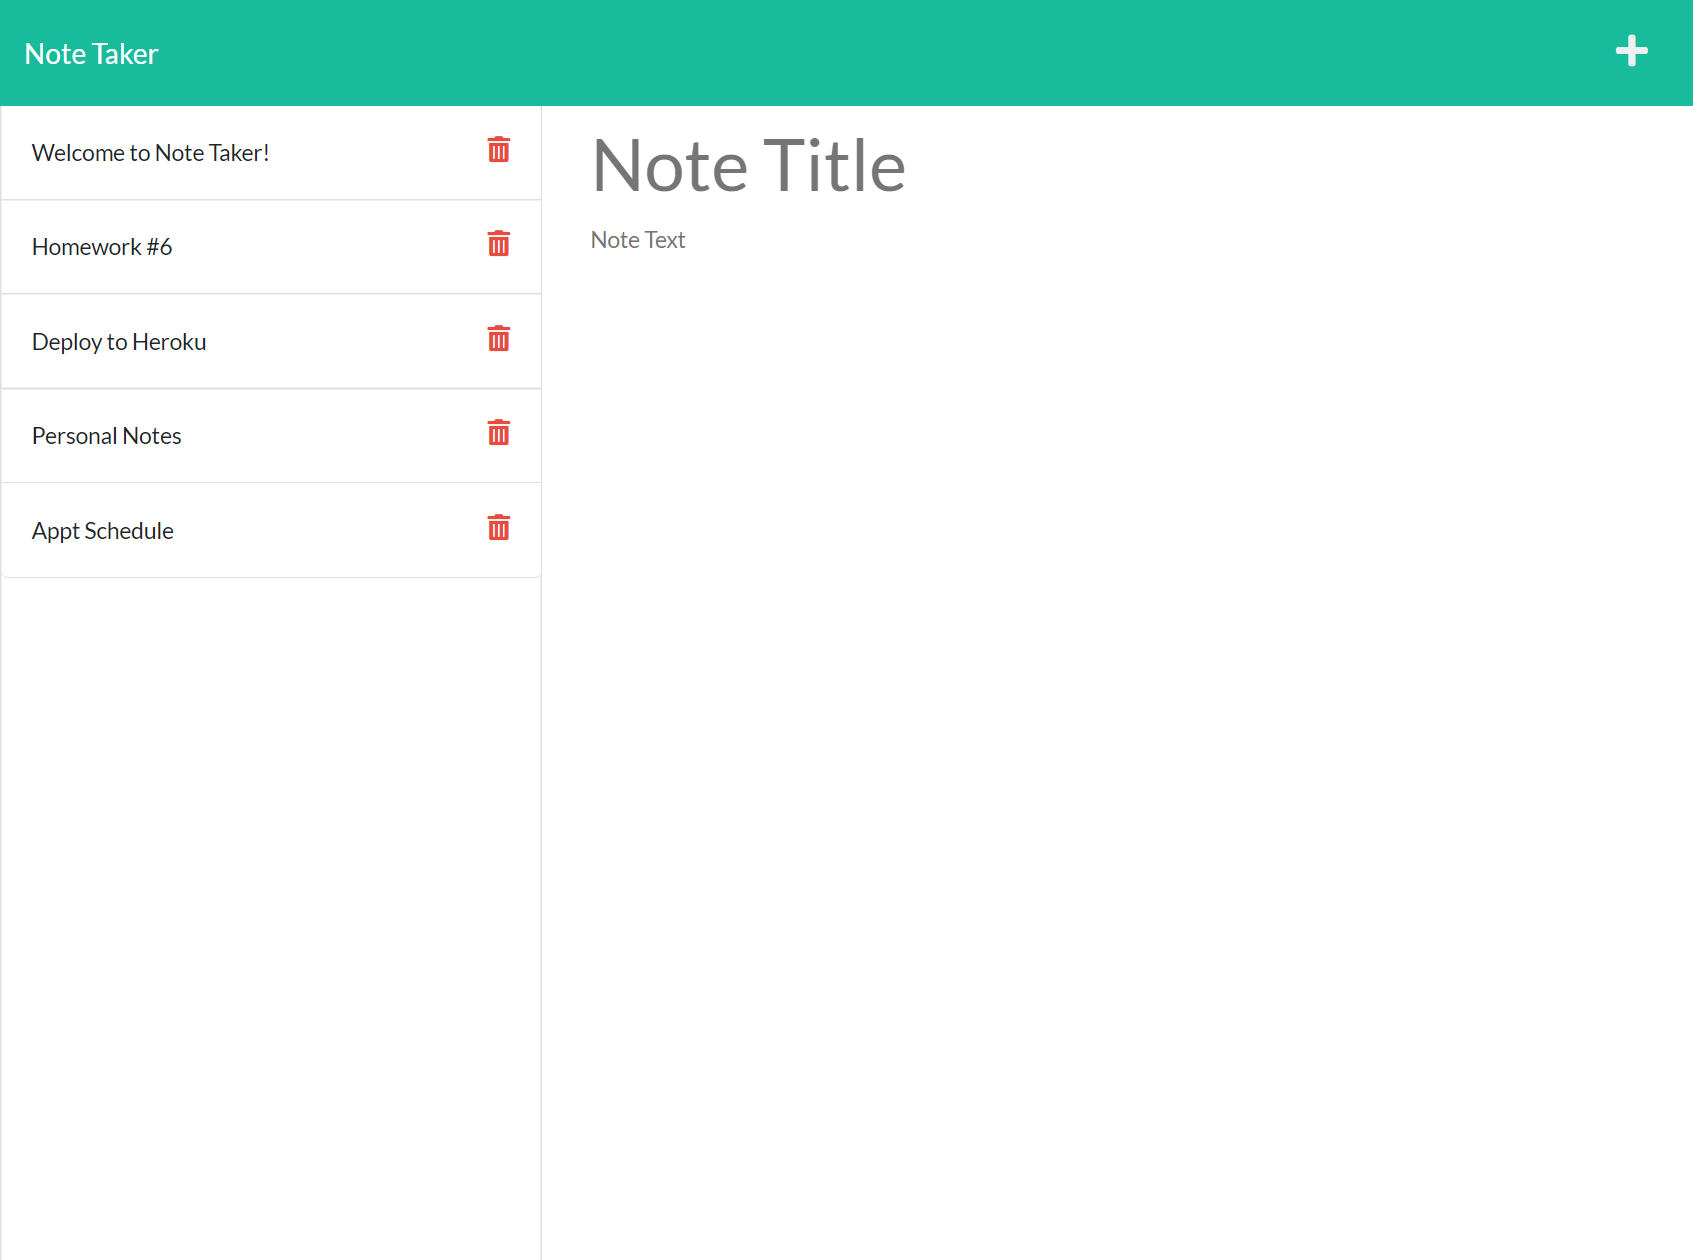 Note Taker
Welcome to Note Taker!
Homework #6
Deploy to Heroku
Personal Notes
Appt Schedule
Note Title
Note Text